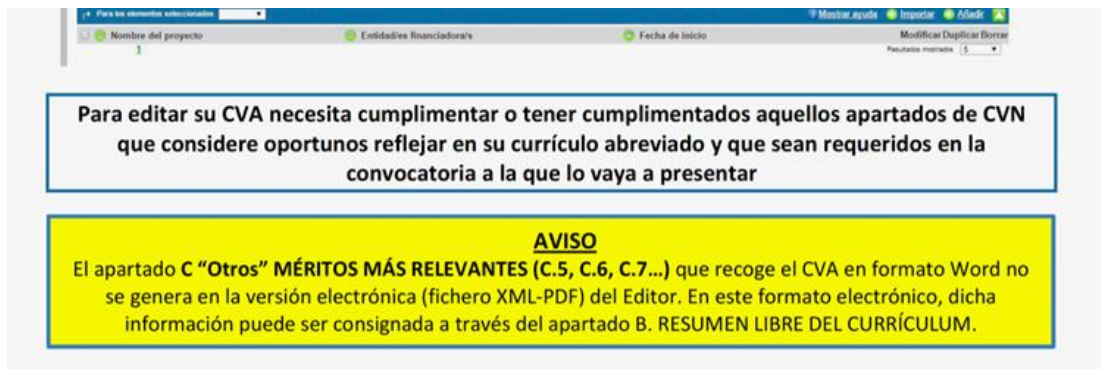 Para los elementos seleccionados
Mostrar ayuda Importar Añadir
Nombre del proyecto Entidad/es financiadora/s Fecha de inicio Modificar Duplicar Borrar
1
Resultados mostrados 5
Para editar su CVA necesita cumplimentar o tener cumplimentados aquellos apartados de CVN
que considere oportunos reflejar en su currículo abreviado y que sean requeridos en la
convocatoria a la que lo vaya a presentar
AVISO
El apartado C “Otros” MÉRITOS MÁS RELEVANTES (C.5, C.6, C.7...) que recoge el CVA en formato Word no
se genera en la versión electrónica (fichero XML-PDF) del Editor. En este formato electrónico, dicha
información puede ser consignada a través del apartado B. RESUMEN LIBRE DEL CURRÍCULUM.